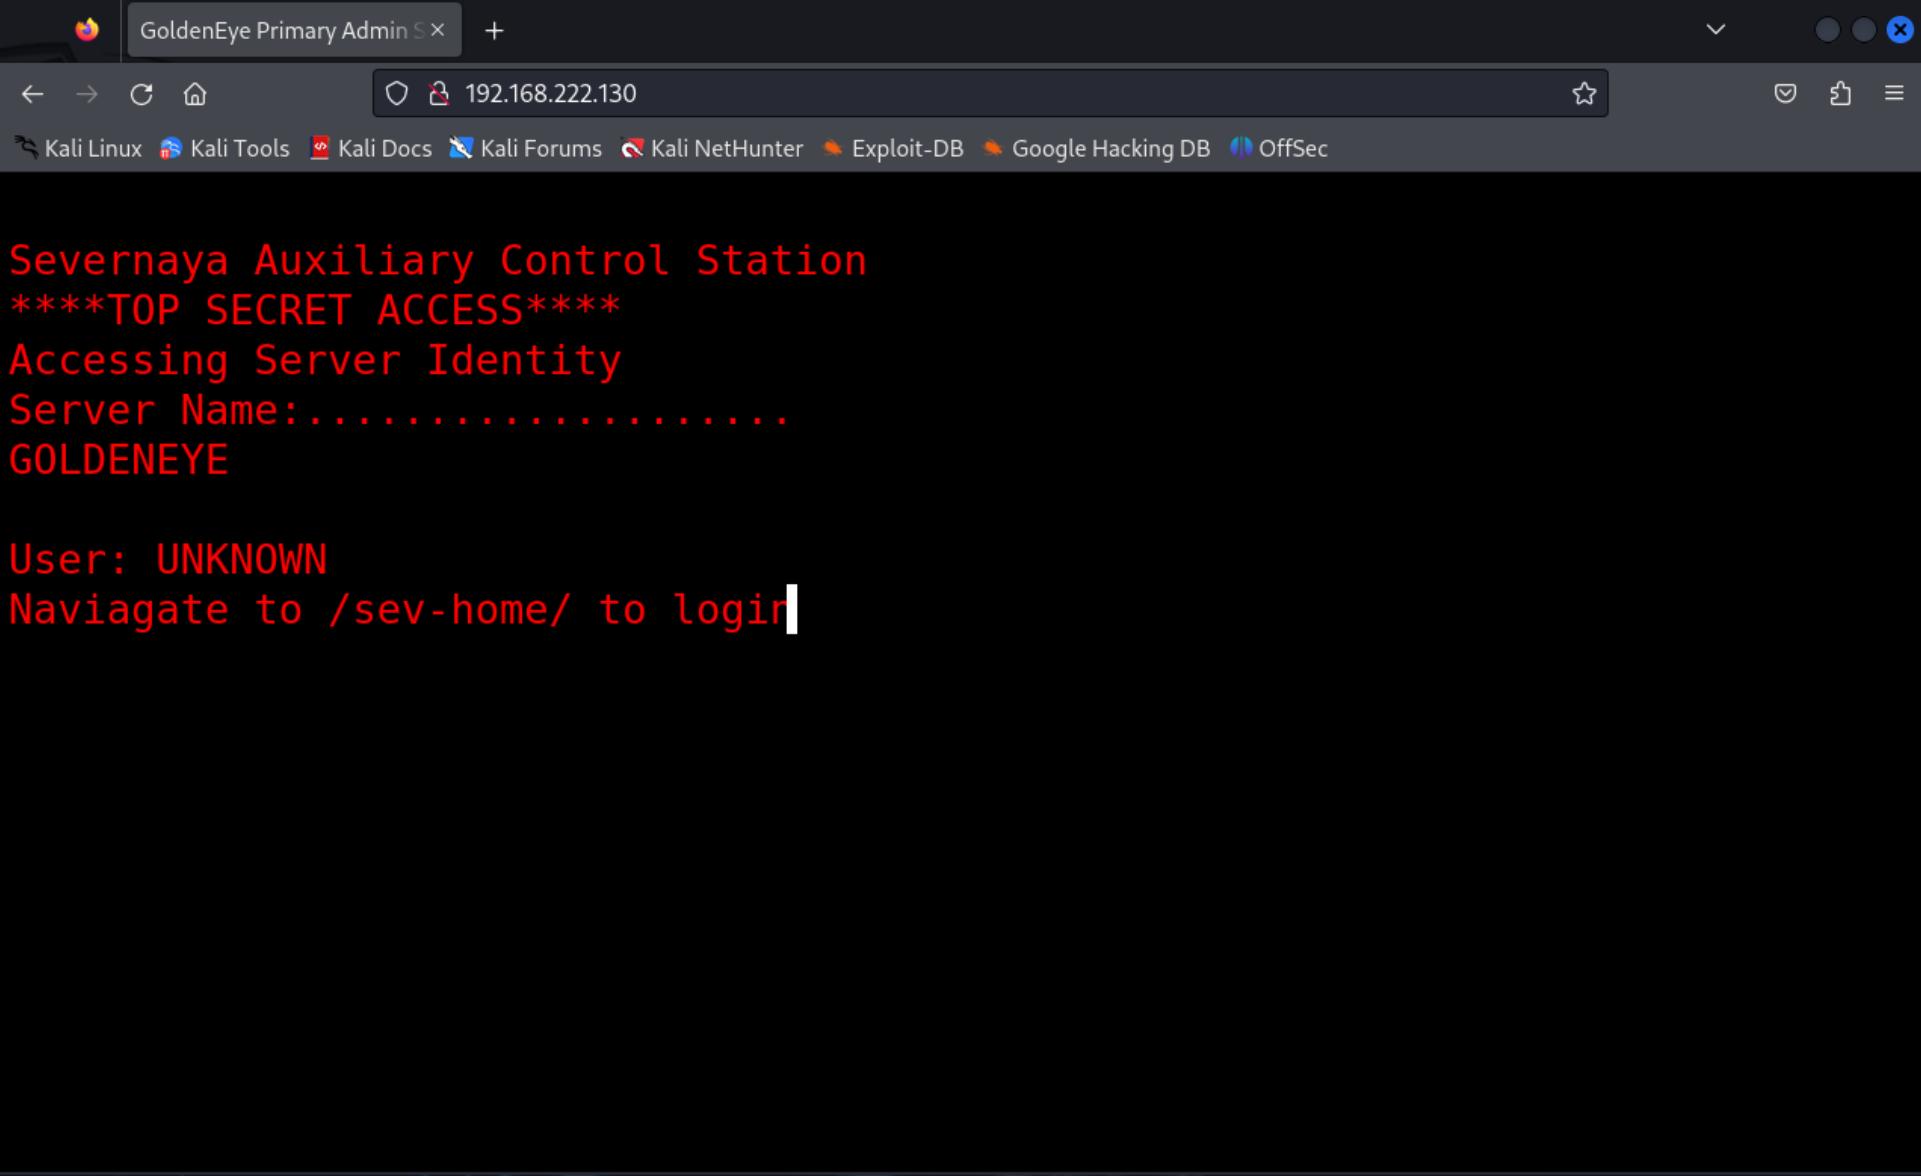 GoldenEye Primary Admin S
192.168.222.130
Kali Linux Kali Tools Kali Docs Kali Forums Kali NetHunter Exploit-DB Google Hacking DB OffSec
Severnaya Auxiliary Control Station
****TOP SECRET ACCESS****
Accessing Server Identity
Server Name:....................
GOLDENEYE
User: UNKNOWN
Naviagate to /sev-home/ to login